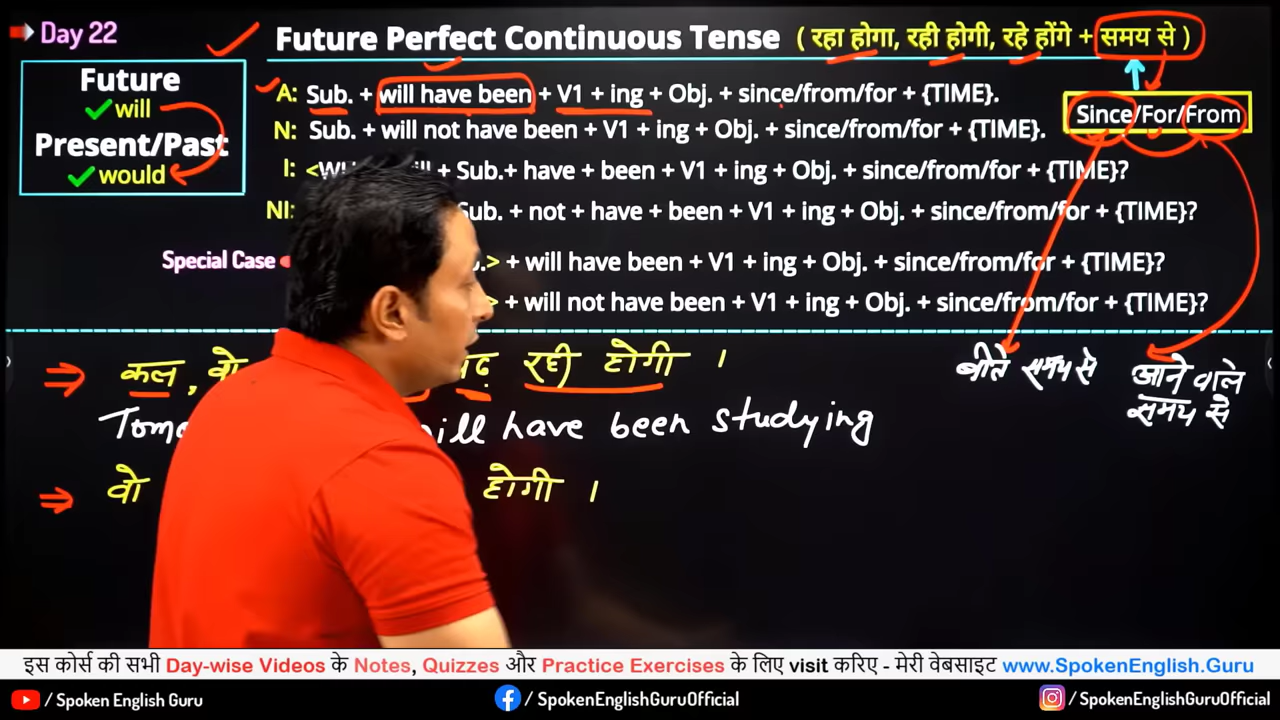 Day 22
Future Perfect Continuous Tense ( रहा होगा, रही होगी, रहे होंगे + समय से )
Future
will
Present/Past
would
A: Sub. + will have been + V1 + ing + Obj. + since/from/for + {TIME}.
N: Sub. + will not have been + V1 + ing + Obj. + since/from/for + {TIME}.
I: + Sub.+ have + been + V1 + ing + Obj. + since/from/for + {TIME}?
NI: Sub. + not + have + been + V1 + ing + Obj. + since/from/for + {TIME}?
Since/For/From
Special Case > + will have been + V1 + ing + Obj. + since/from/for + {TIME}?
> + will not have been + V1 + ing + Obj. + since/from/for + {TIME}?
बीते समय से
आने वाले
समय से
कल, वो रही होगी ।
have been studying
वो होगी ।
इस कोर्स की सभी Day-wise Videos के Notes, Quizzes और Practice Exercises के लिए visit करिए - मेरी वेबसाइट www.SpokenEnglish.Guru
/ Spoken English Guru
/ SpokenEnglishGuruOfficial
/ SpokenEnglishGuruOfficial